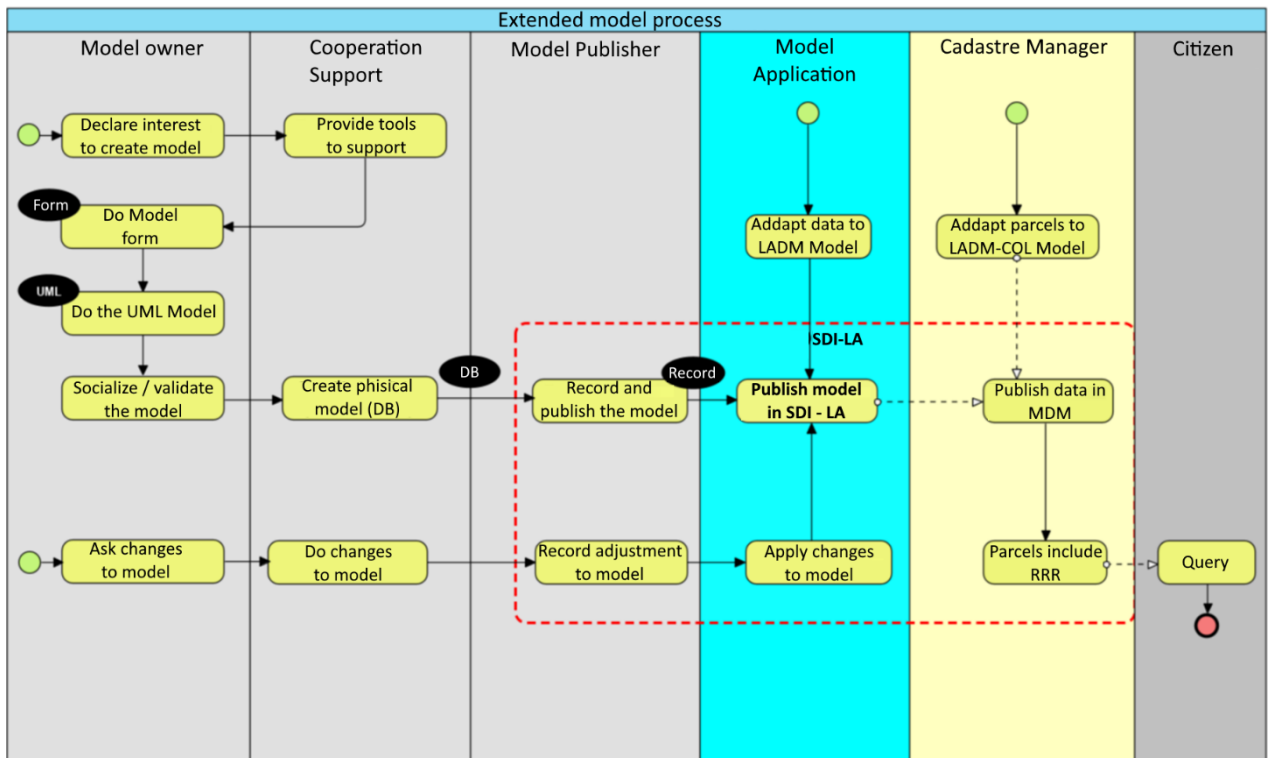 Extended model process
Model owner
Cooperation
Support
Model Publisher
Model
Application
Cadastre Manager
Citizen
Declare interest
to create model
Provide tools
to support
Form
Do Model
form
Addapt data to
LADM Model
Addapt parcels to
LADM-COL Model
UML
Do the UML Model
SDI-LA
Socialize / validate
the model
Create phisical
model (DB)
DB
Record and
publish the model
Record
Publish model
in SDI - LA
Publish data in
MDM
Ask changes
to model
Do changes
to model
Record adjustment
to model
Apply changes
to model
Parcels include
RRR
Query